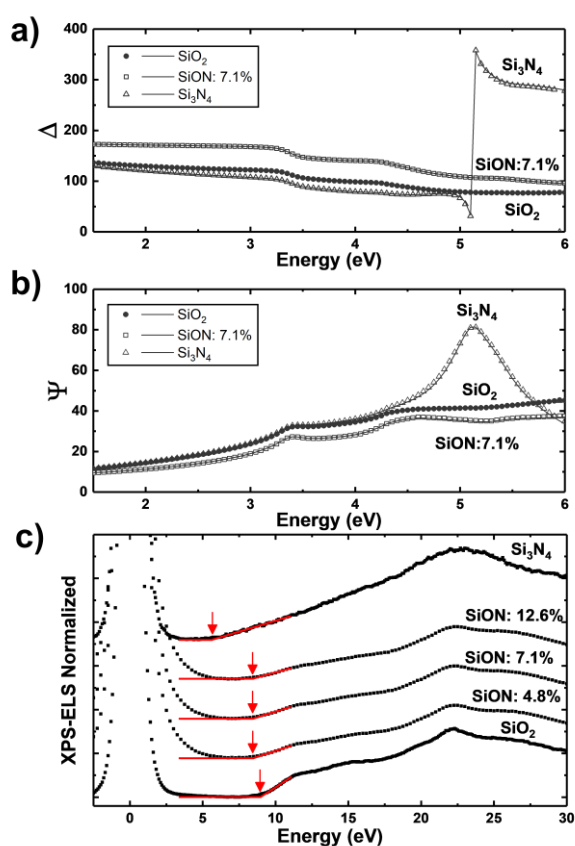 a)
400
300
200
100
0
Δ
SiO₂
SiON: 7.1%
Si₃N₄
Si₃N₄
SiON:7.1%
SiO₂
2 3 4 5 6
Energy (eV)
b)
100
80
60
40
20
0
Ψ
SiO₂
SiON: 7.1%
Si₃N₄
Si₃N₄
SiO₂
SiON:7.1%
2 3 4 5 6
Energy (eV)
c)
XPS-ELS Normalized
Si₃N₄
SiON: 12.6%
SiON: 7.1%
SiON: 4.8%
SiO₂
0 5 10 15 20 25 30
Energy (eV)